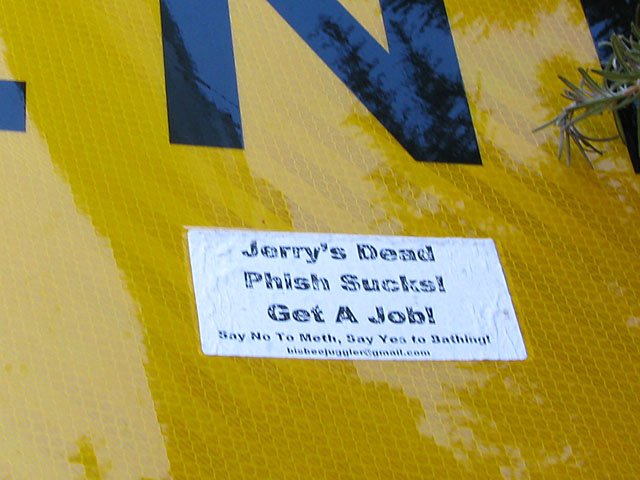 N
Jerry's Dead
Phish Sucks!
Get A Job!
Say No To Meth, Say Yes to Bathing!
bisbeejuggler@gmail.com